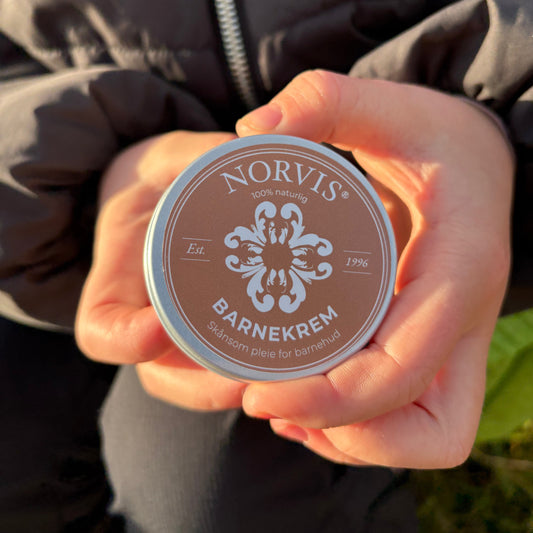 NORVIS®
100% naturlig
Est. 1996
BARNEKREM
Skånsom pleie for barnehud